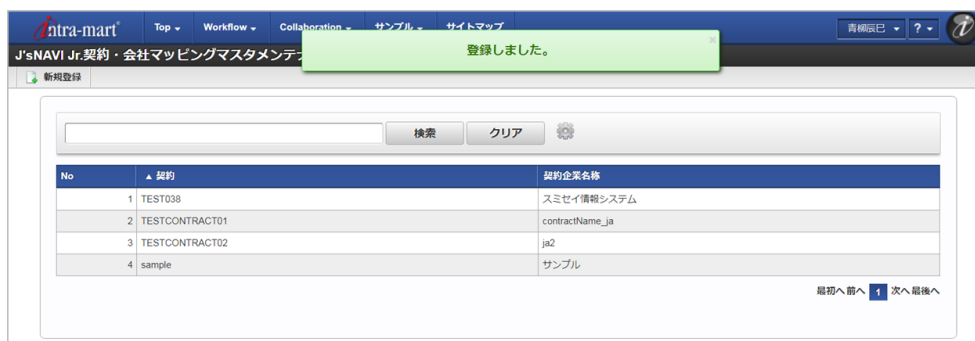 intra-mart
Top Workflow Collaboration サンプル サイトマップ 青柳辰巳 ?
J'sNAVI Jr.契約・会社マッピングマスタメンテナ
登録しました。 ×
新規登録
検索 クリア
No ▲ 契約 契約企業名称
1 TEST038 スミセイ情報システム
2 TESTCONTRACT01 contractName_ja
3 TESTCONTRACT02 ja2
4 sample サンプル
最初へ 前へ 1 次へ 最後へ